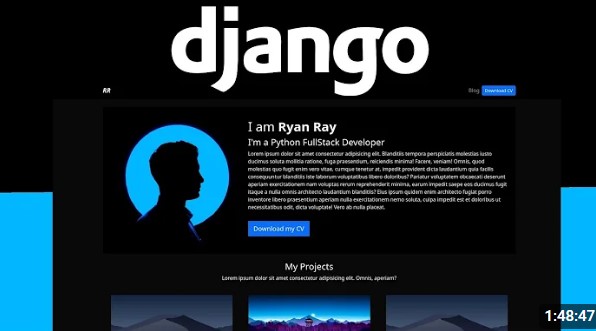 django
RR
Blog Download CV
I am Ryan Ray
I'm a Python FullStack Developer
Lorem ipsum dolor sit amet consectetur adipisicing elit. Blanditiis tempora perspiciatis molestias iusto
ducimus soluta mollitia ratione, fuga praesentium, reiciendis minima! Facere, veniam! Omnis, quod
molestiae quo fugit enim vero vitae, cumque tenetur at, impedit provident dicta laudantium quia facilis
consequuntur blanditiis iste laborum voluptatibus libero doloribus? Pariatur voluptatem obcaecati deserunt
aperiam exercitationem nam voluptas rerum reprehenderit minima, earum impedit saepe eos ducimus fugit
itaque a nulla omnis architecto laudantium blanditiis? Eius ipsum quidem enim architecto fugiat porro
inventore libero praesentium aperiam nulla exercitationem nemo soluta, culpa impedit est et doloribus ut
necessitatibus odit, dicta voluptate! Vero ab nulla placeat.
Download my CV
My Projects
Lorem ipsum dolor sit amet consectetur adipisicing elit. Omnis, aperiam?
1:48:47